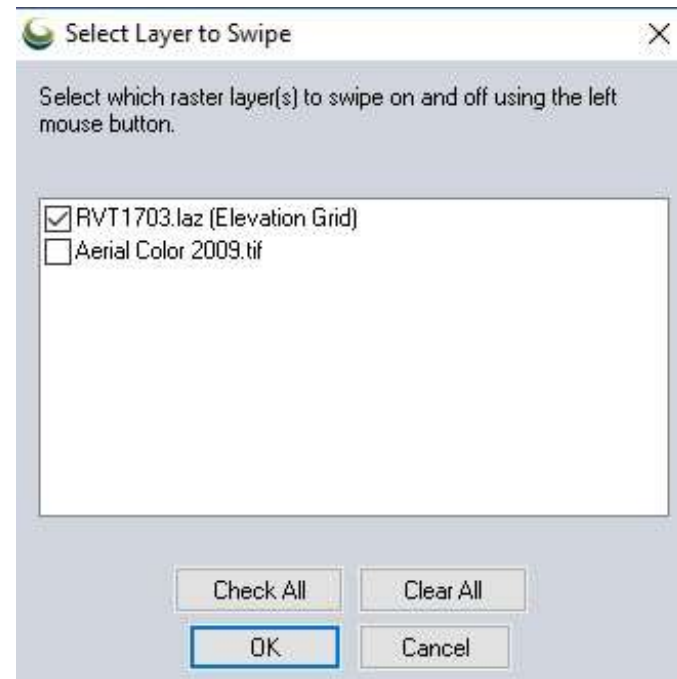 Select Layer to Swipe
Select which raster layer(s) to swipe on and off using the left
mouse button.
RVT1703.laz (Elevation Grid)
Aerial Color 2009.tif
Check All
Clear All
OK
Cancel